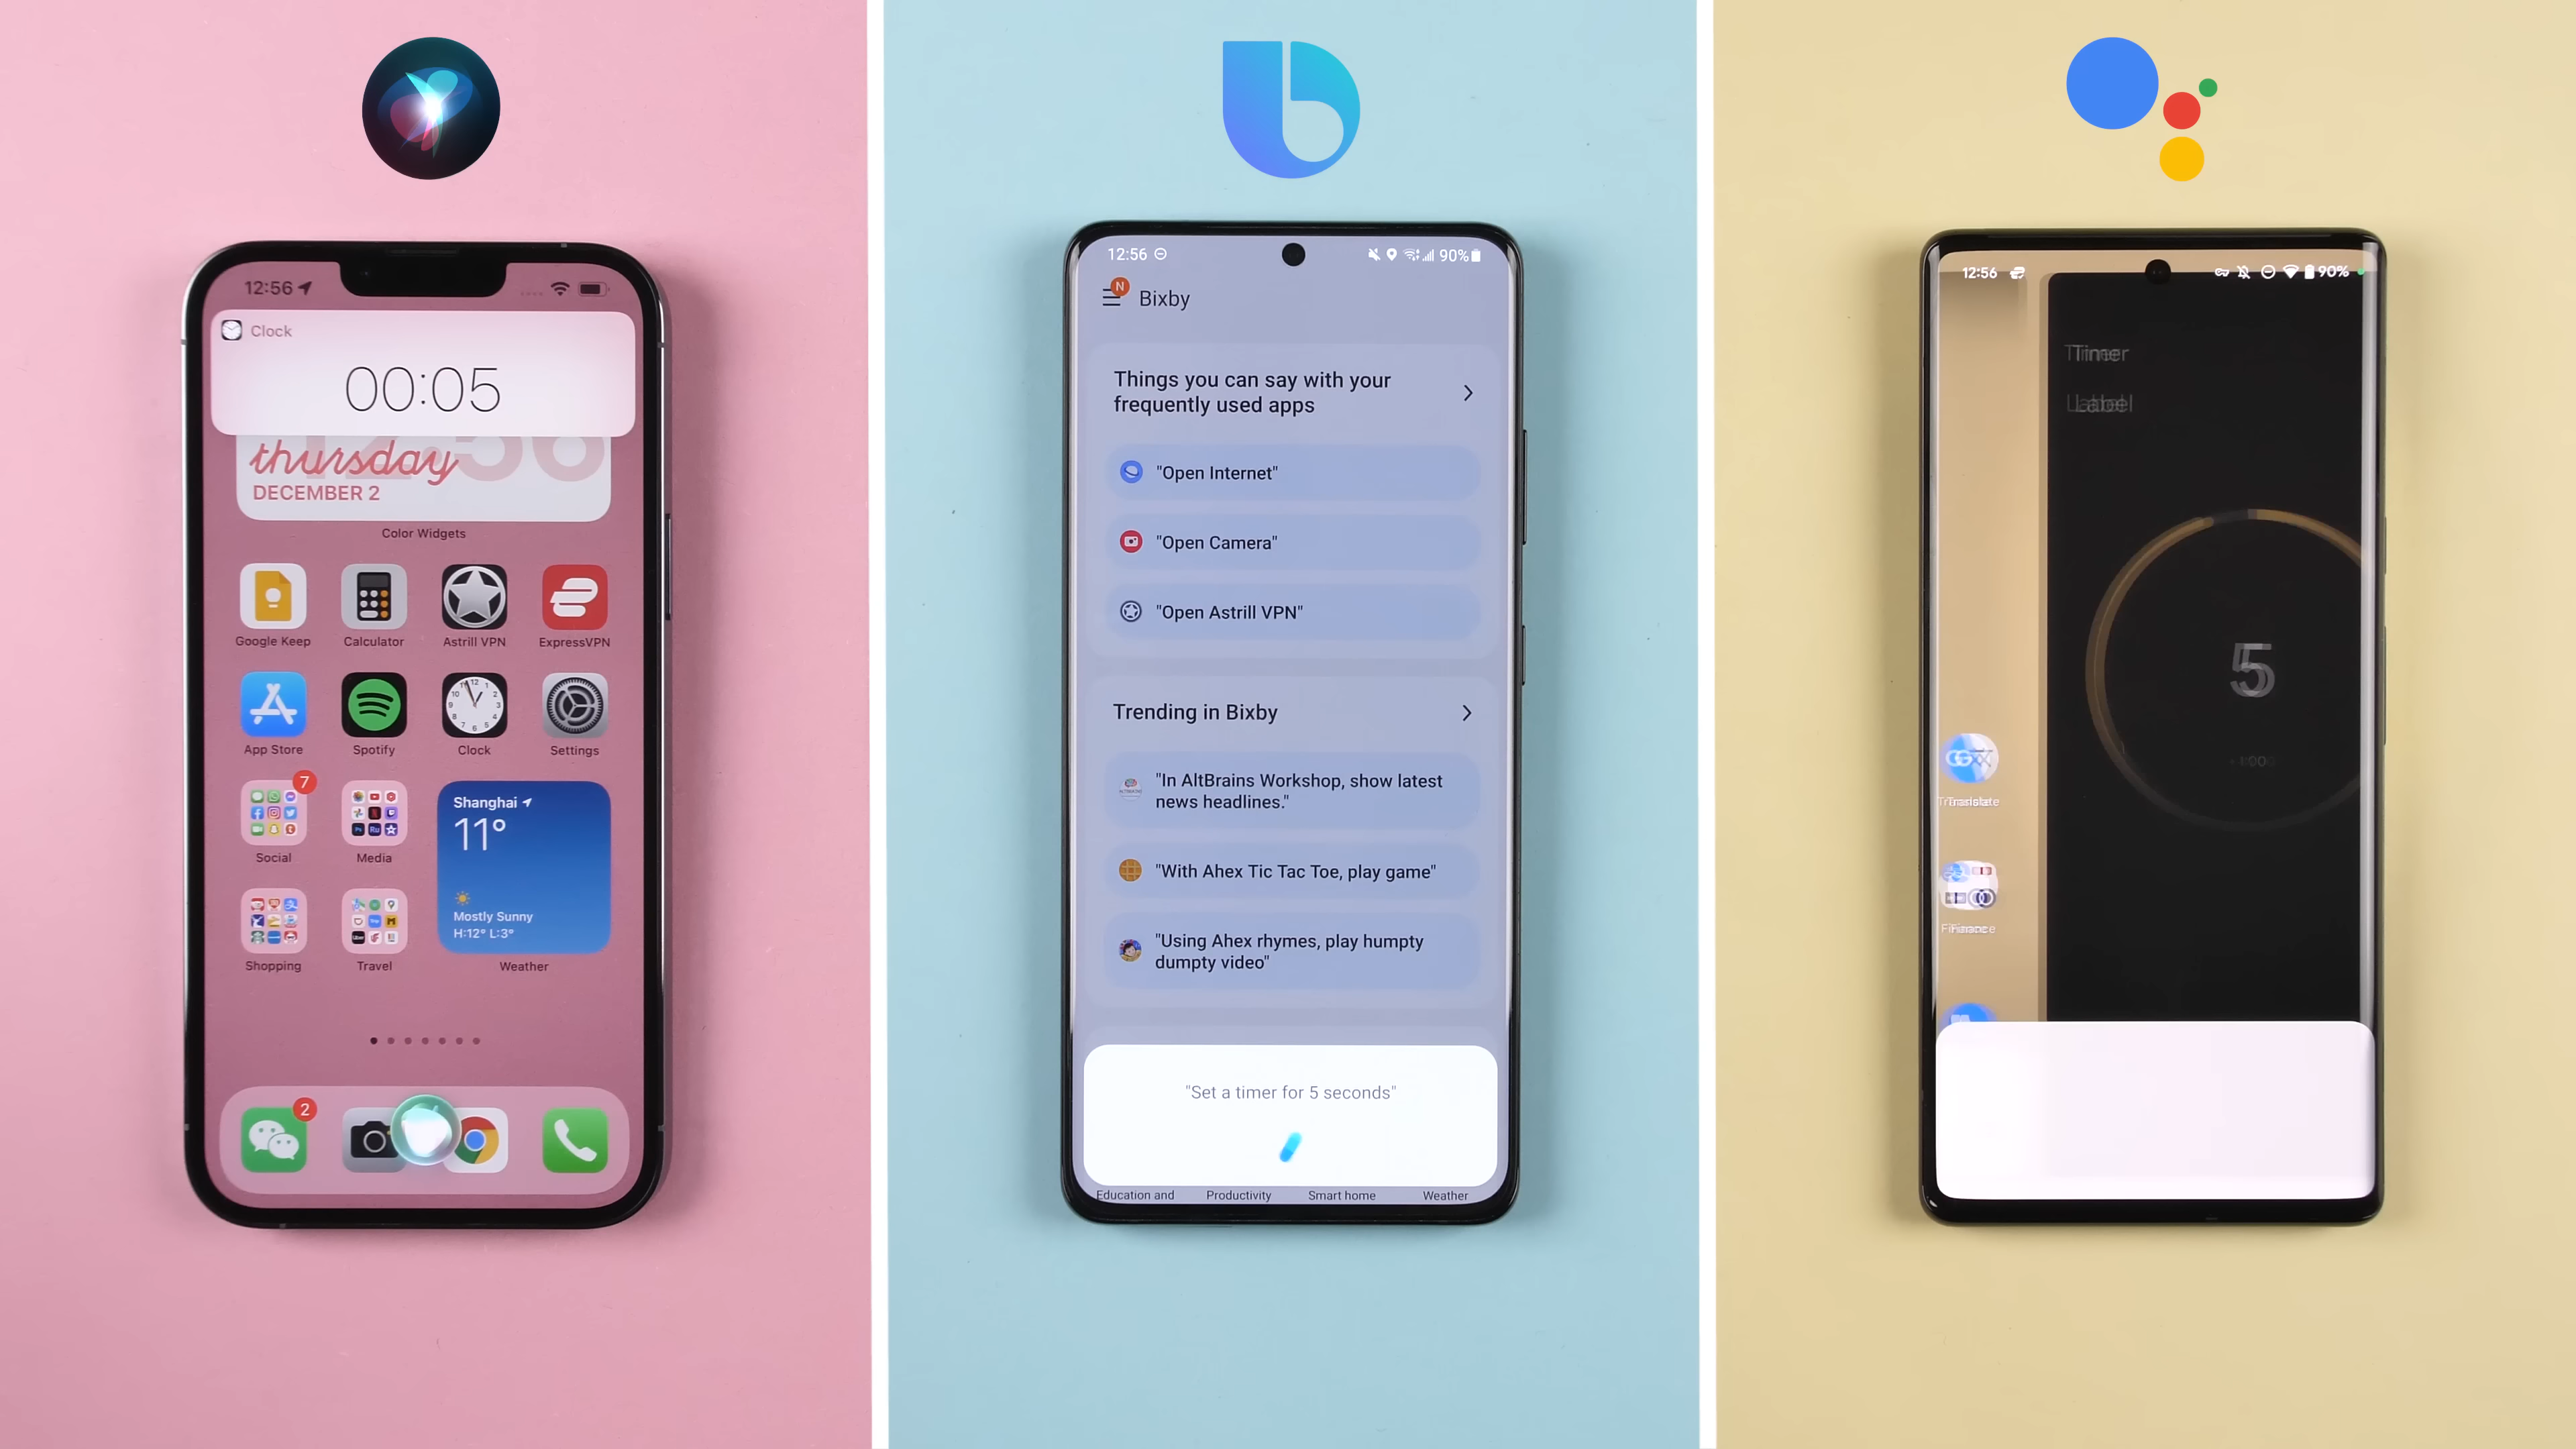 12:56
Clock
00:05
thursday
DECEMBER 2
Color Widgets
Google Keep
Calculator
Astrill VPN
ExpressVPN
App Store
Spotify
Clock
Settings
7
Social
Media
Shanghai
11°
Mostly Sunny
H:12° L:3°
Shopping
Travel
Weather
2
12:56
90%
N
Bixby
Things you can say with your
frequently used apps
"Open Internet"
"Open Camera"
"Open Astrill VPN"
Trending in Bixby
"In AltBrains Workshop, show latest
news headlines."
"With Ahex Tic Tac Toe, play game"
"Using Ahex rhymes, play humpty
dumpty video"
"Set a timer for 5 seconds"
Education and
Productivity
Smart home
Weather
12:56
90%
Timer
Label
5
Translate
Finance